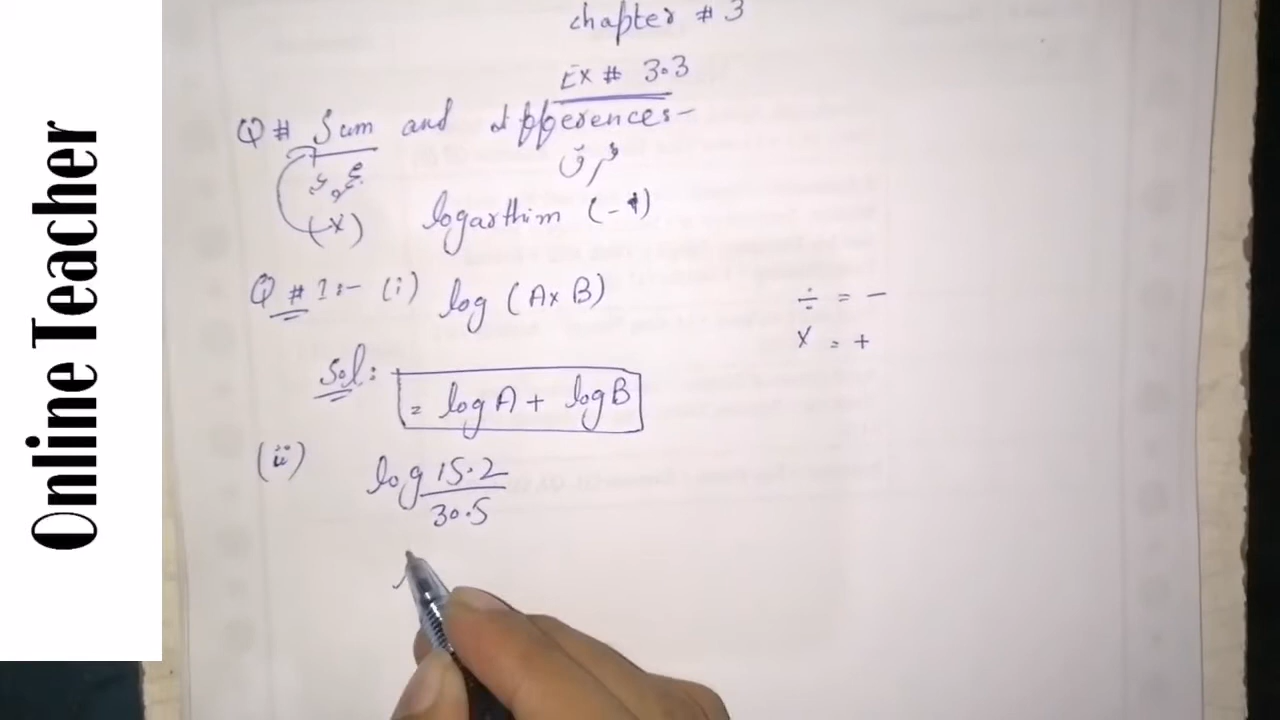 Online Teacher
chapter # 3
Ex # 3.3
Q # Sum and differences-
فرق
(x) logarthim (-)
Q # 1:- (i) log (A x B)
÷ = -
x = +
Sol:
= log A + log B
(ii) log 15.2
30.5